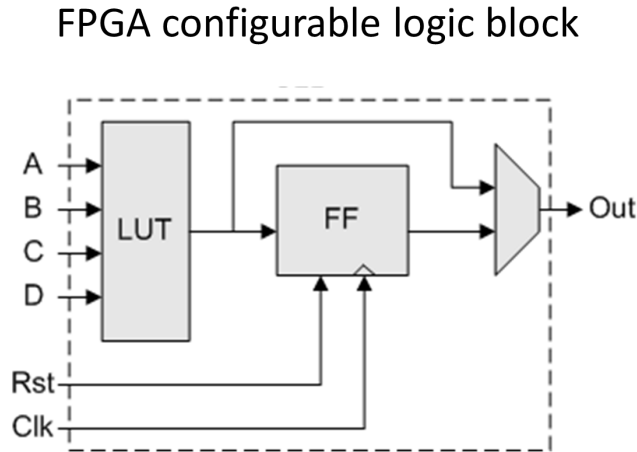 FPGA configurable logic block
A
B
C
D
LUT
FF
Out
Rst
Clk